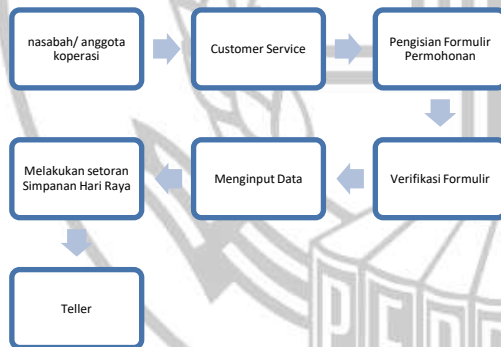 nasabah/ anggota
koperasi
Customer Service
Pengisian Formulir
Permohonan
Verifikasi Formulir
Menginput Data
Melakukan setoran
Simpanan Hari Raya
Teller